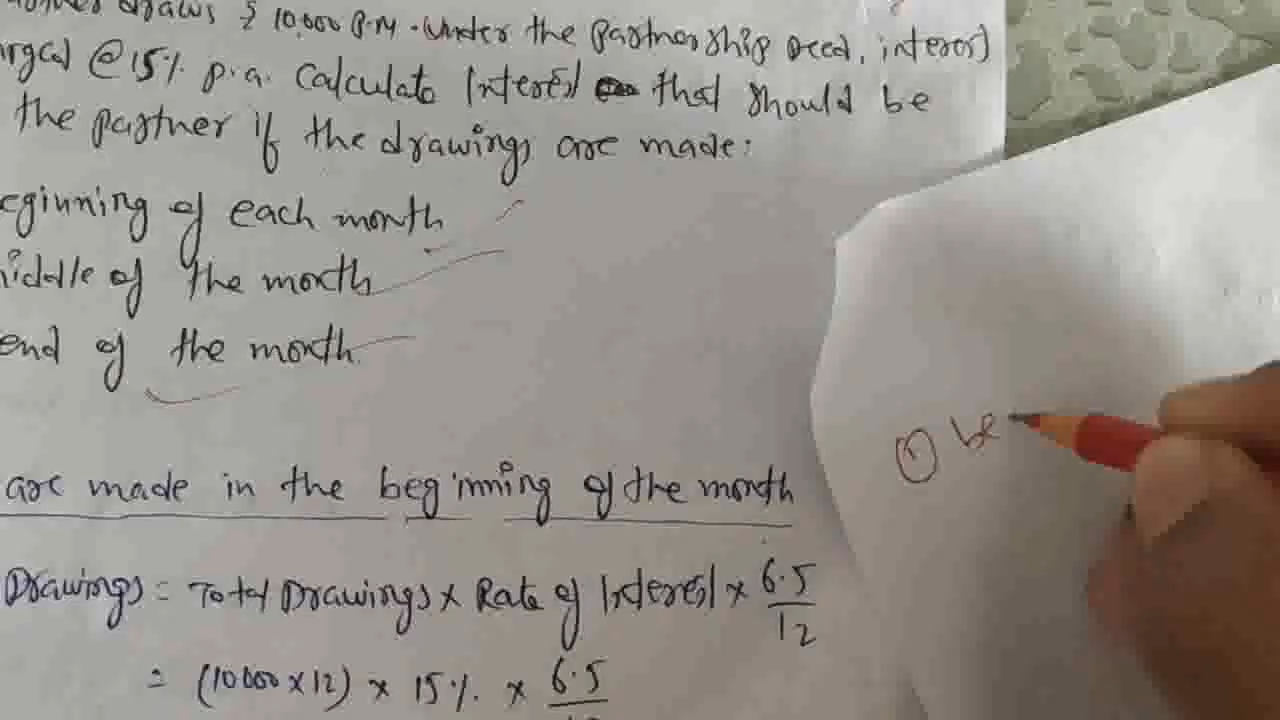 draws ₹ 10,000 P.M. Under the Partnership Deed, interest
arged @ 15% p.a. Calculate Interest that should be
the partner if the drawings are made:
eginning of each month
iddle of the month
end of the month
are made in the beginning of the month
Drawings = Total Drawings x Rate of Interest x 6.5/12
= (10000 x 12) x 15% x 6.5/12
① be